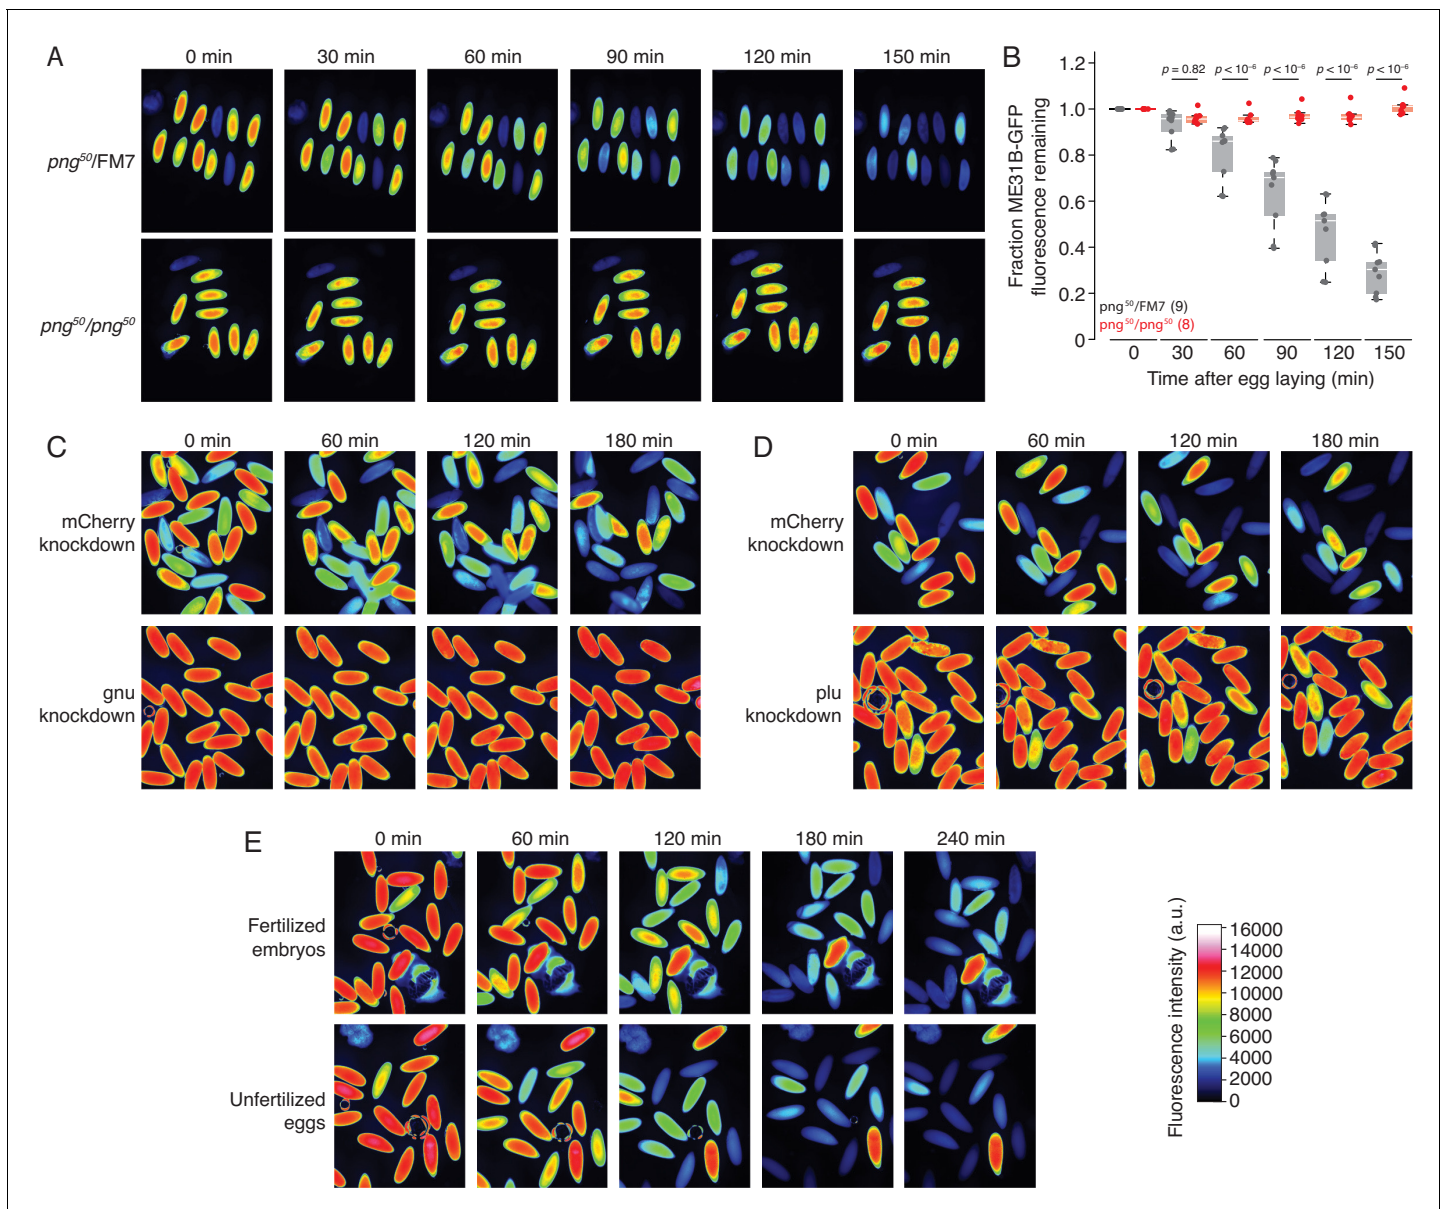 A
0 min 30 min 60 min 90 min 120 min 150 min
png⁵⁰/FM7
png⁵⁰/png⁵⁰
B
Fraction ME31B-GFP
fluorescence remaining
1.2
1.0
0.8
0.6
0.4
0.2
0
p = 0.82 p < 10⁻⁶ p < 10⁻⁶ p < 10⁻⁶ p < 10⁻⁶
png⁵⁰/FM7 (9)
png⁵⁰/png⁵⁰ (8)
0 30 60 90 120 150
Time after egg laying (min)
C
0 min 60 min 120 min 180 min
mCherry
knockdown
gnu
knockdown
D
0 min 60 min 120 min 180 min
mCherry
knockdown
plu
knockdown
E
0 min 60 min 120 min 180 min 240 min
Fertilized
embryos
Unfertilized
eggs
Fluorescence intensity (a.u.)
16000
14000
12000
10000
8000
6000
4000
2000
0